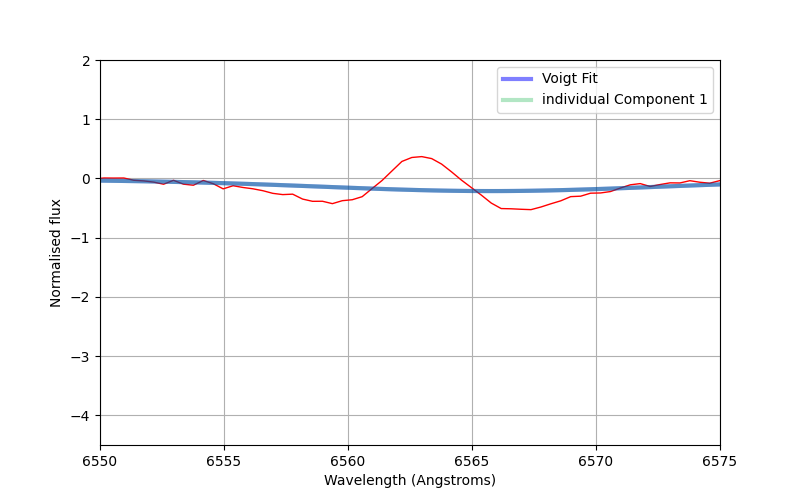 2
1
0
−1
−2
−3
−4
Normalised flux
Voigt Fit
individual Component 1
6550 6555 6560 6565 6570 6575
Wavelength (Angstroms)